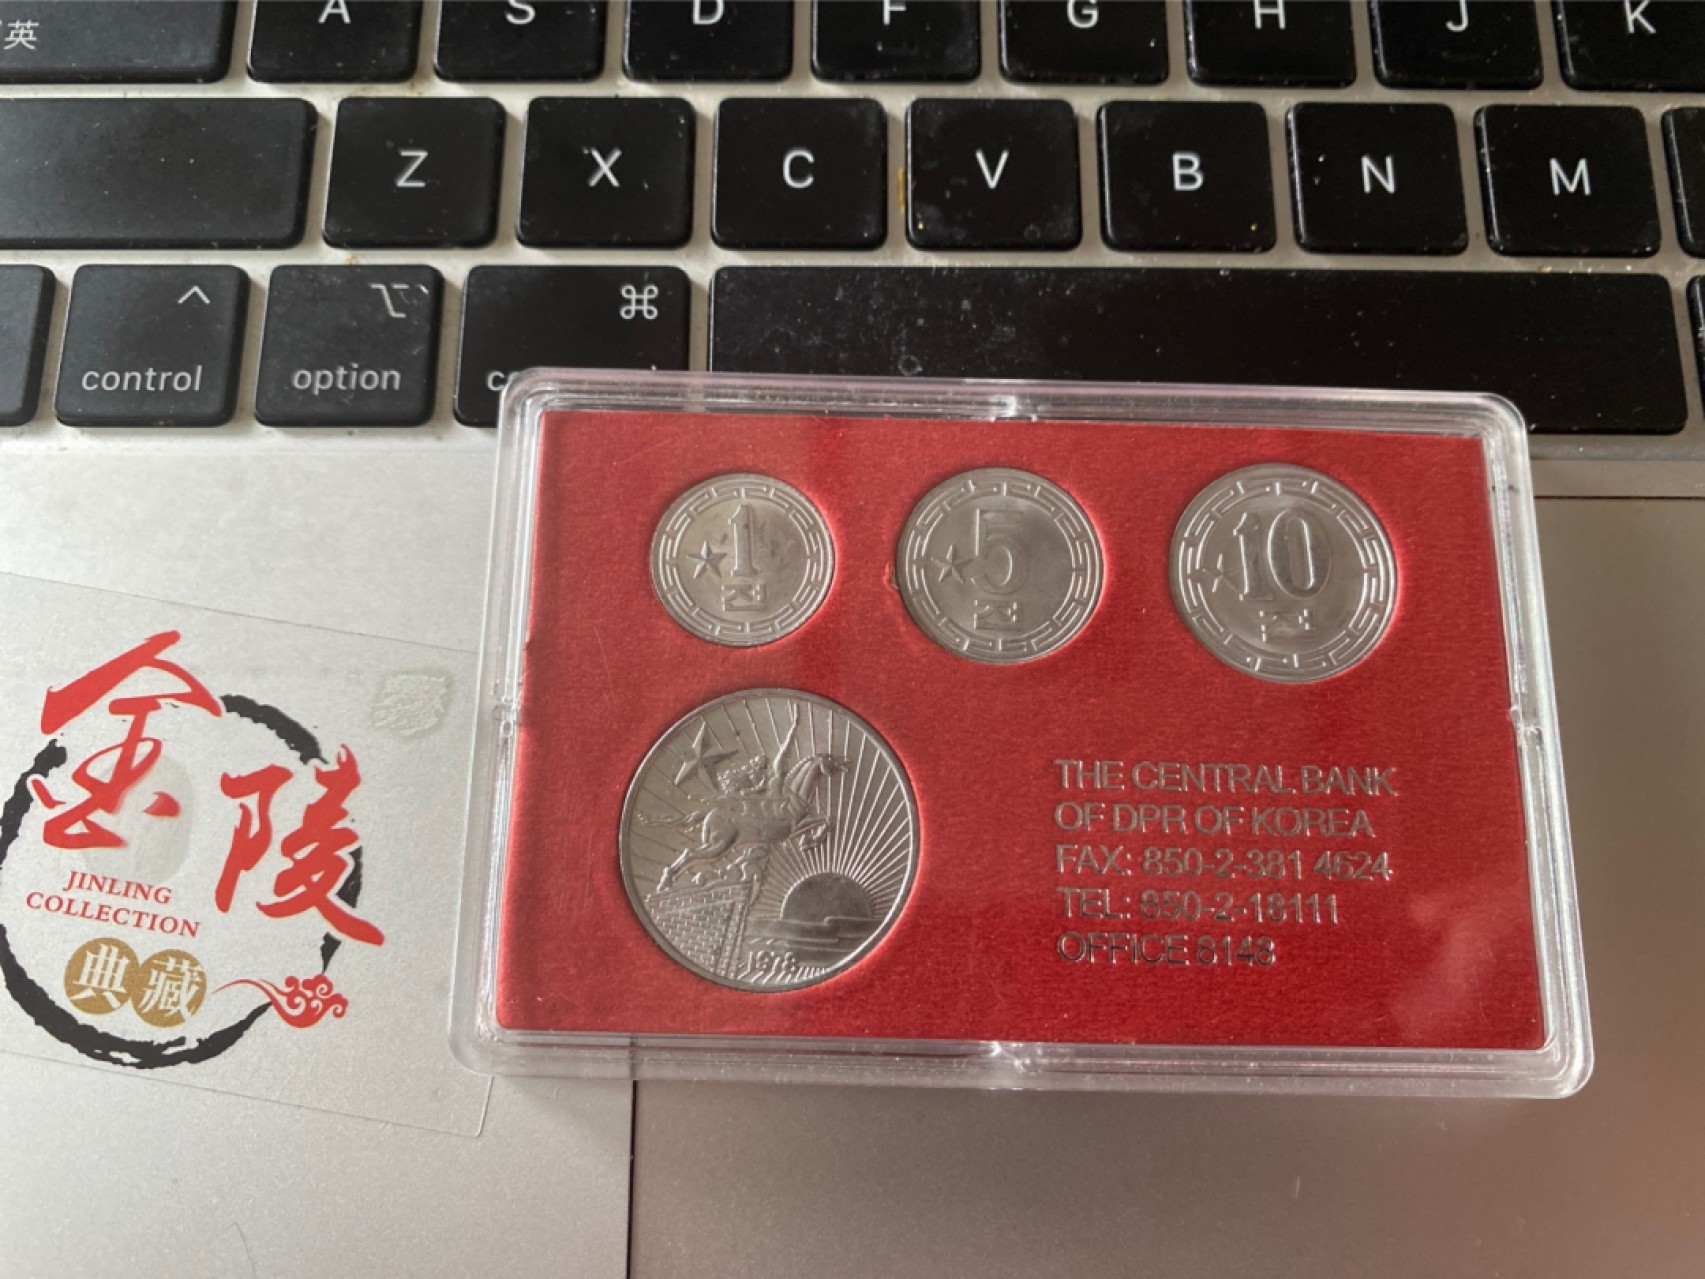 英
A S D F G H J K
Z X C V B N M
control option
1
전
5
전
10
전
1978
THE CENTRAL BANK
OF DPR OF KOREA
FAX: 850-2-381 4624
TEL: 850-2-18111
OFFICE 8148
金陵
JINLING
COLLECTION
典藏